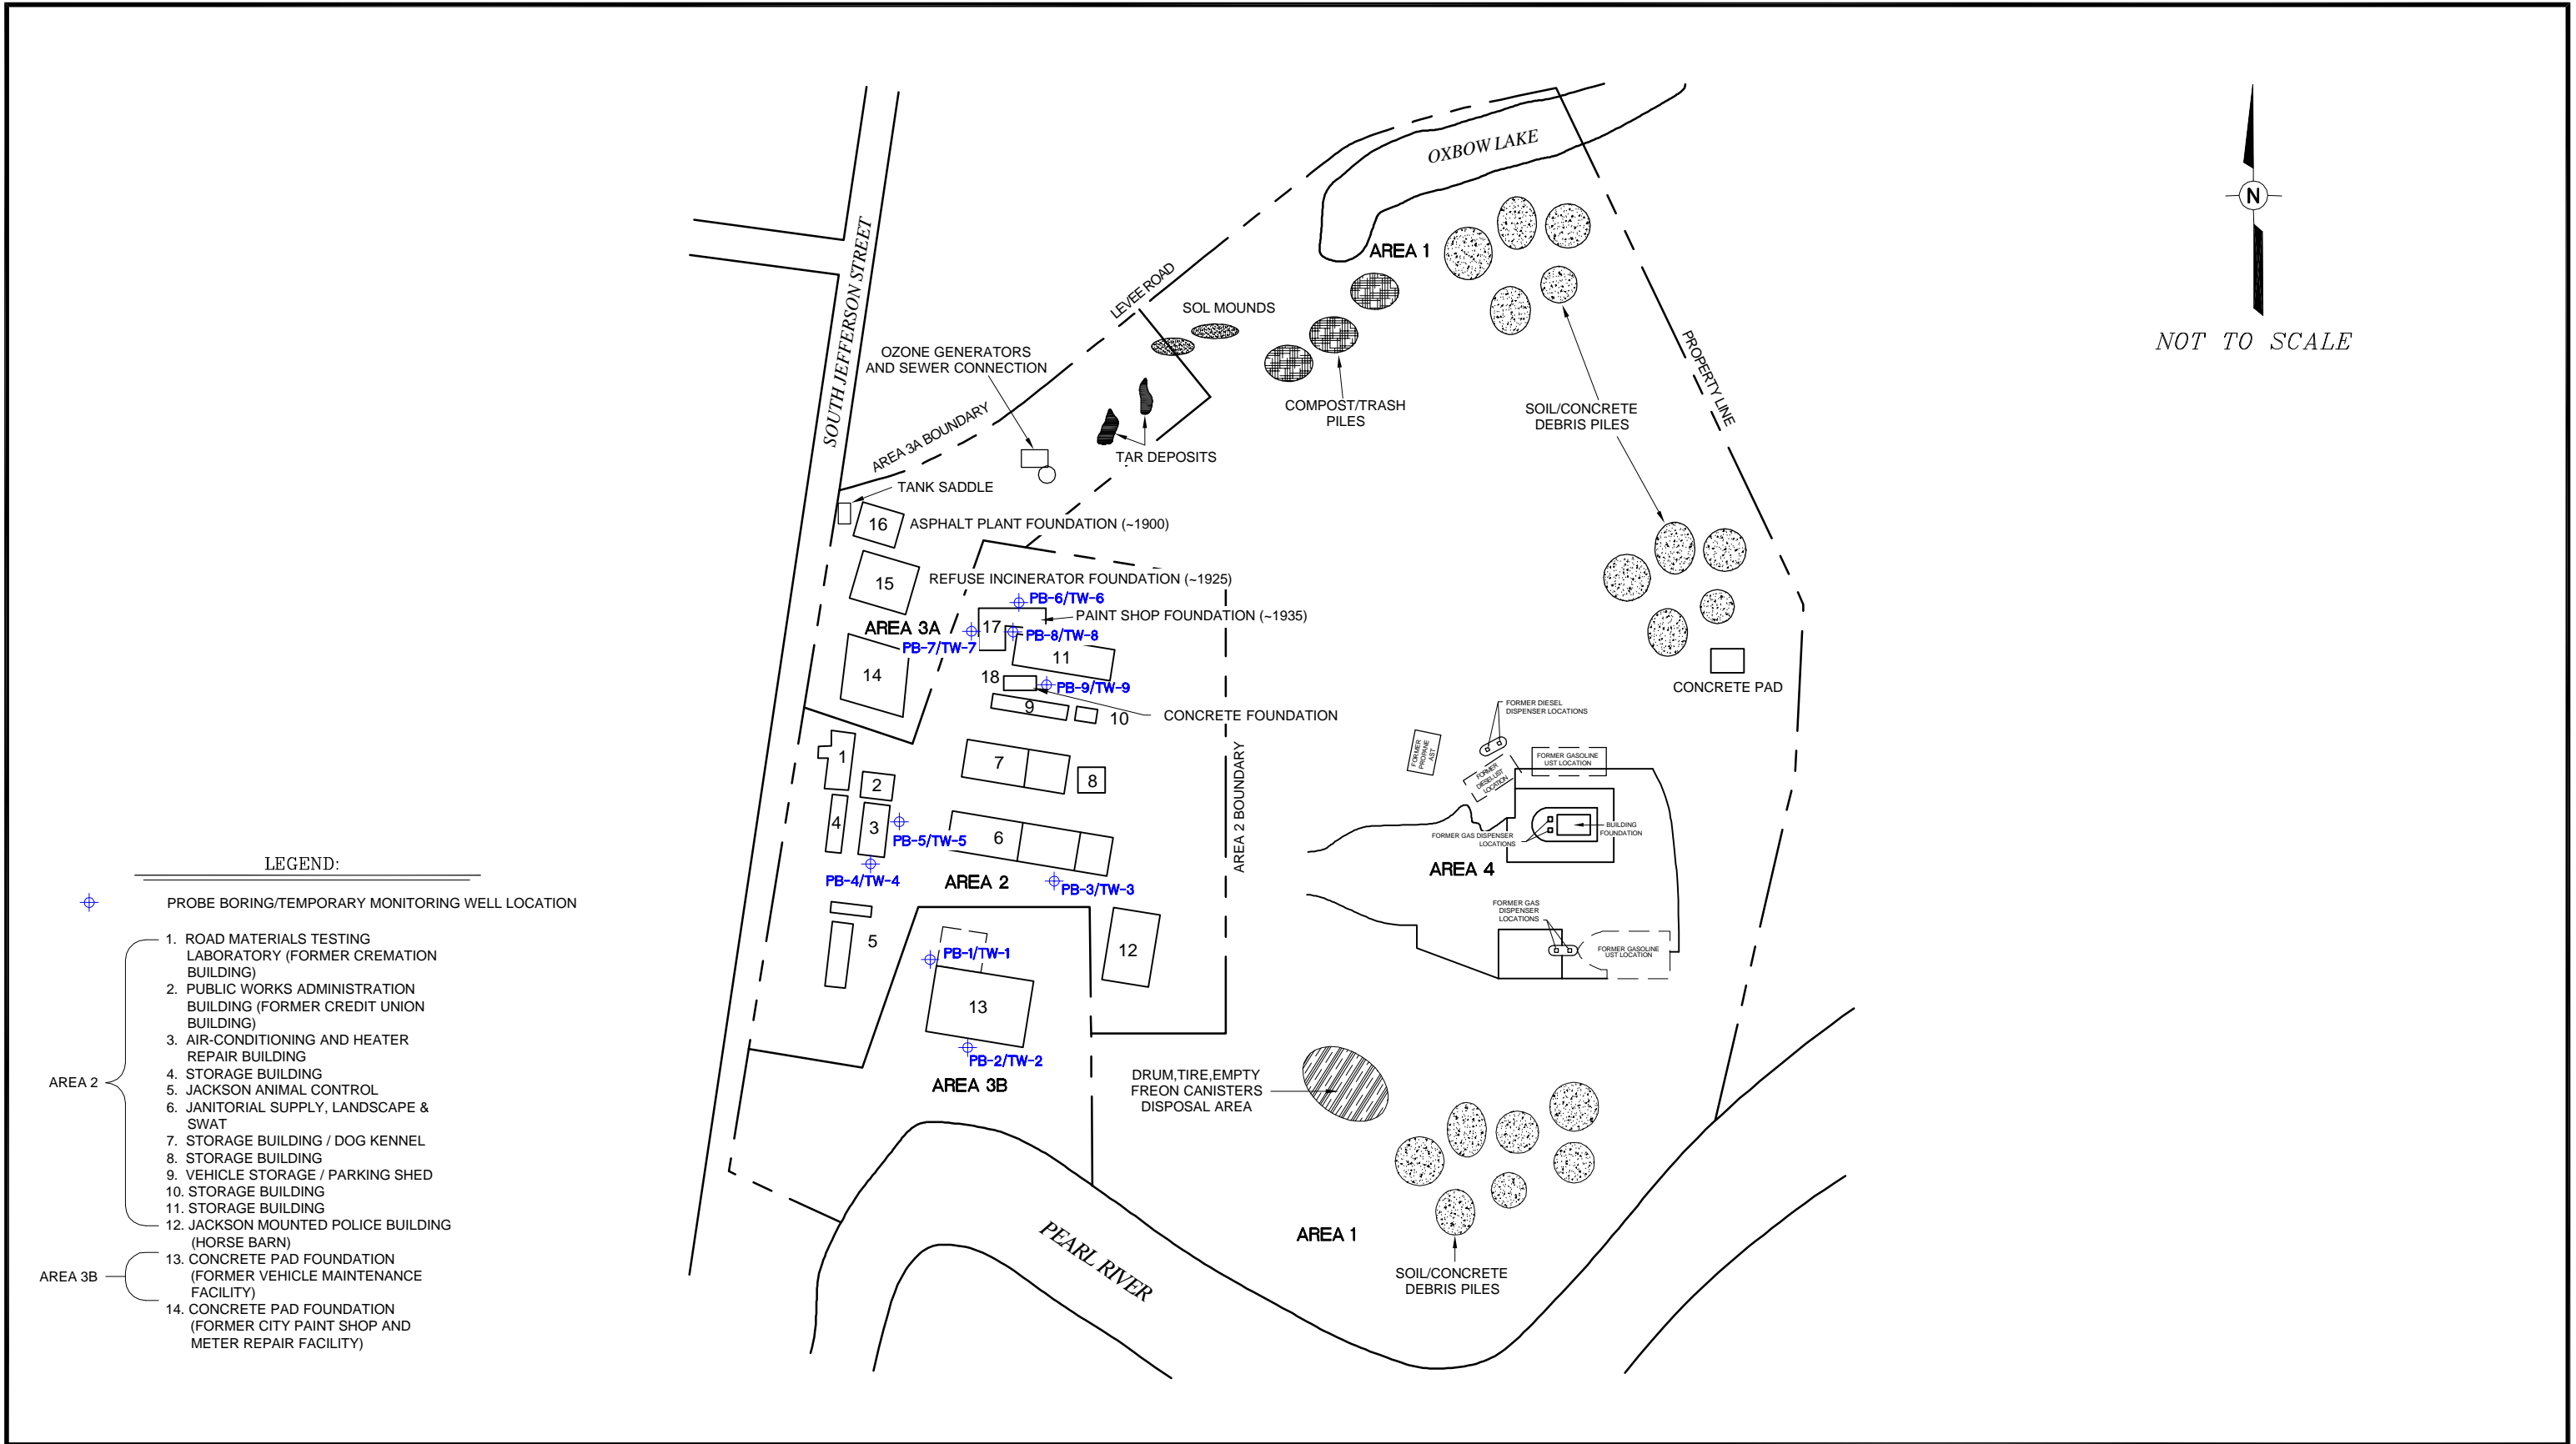 OXBOW LAKE
N
NOT TO SCALE
SOUTH JEFFERSON STREET
AREA 1
LEVEE ROAD
SOL MOUNDS
PROPERTY LINE
OZONE GENERATORS
AND SEWER CONNECTION
COMPOST/TRASH
PILES
SOIL/CONCRETE
DEBRIS PILES
AREA 3A BOUNDARY
TAR DEPOSITS
TANK SADDLE
16
ASPHALT PLANT FOUNDATION (~1900)
15
REFUSE INCINERATOR FOUNDATION (~1925)
PB-6/TW-6
PAINT SHOP FOUNDATION (~1935)
AREA 3A
17
PB-8/TW-8
PB-7/TW-7
11
14
18
PB-9/TW-9
CONCRETE PAD
9
10
CONCRETE FOUNDATION
FORMER DIESEL
DISPENSER LOCATIONS
FORMER
PROPANE
AST
FORMER GASOLINE
UST LOCATION
FORMER
DIESEL UST
LOCATION
1
7
8
2
AREA 2 BOUNDARY
4
3
6
PB-5/TW-5
BUILDING
FOUNDATION
FORMER GAS DISPENSER
LOCATIONS
AREA 4
PB-4/TW-4
AREA 2
PB-3/TW-3
FORMER GAS
DISPENSER
LOCATIONS
FORMER GASOLINE
UST LOCATION
5
PB-1/TW-1
12
13
PB-2/TW-2
AREA 3B
DRUM,TIRE,EMPTY
FREON CANISTERS
DISPOSAL AREA
PEARL RIVER
AREA 1
SOIL/CONCRETE
DEBRIS PILES
LEGEND:
PROBE BORING/TEMPORARY MONITORING WELL LOCATION
AREA 2
1. ROAD MATERIALS TESTING
LABORATORY (FORMER CREMATION
BUILDING)
2. PUBLIC WORKS ADMINISTRATION
BUILDING (FORMER CREDIT UNION
BUILDING)
3. AIR-CONDITIONING AND HEATER
REPAIR BUILDING
4. STORAGE BUILDING
5. JACKSON ANIMAL CONTROL
6. JANITORIAL SUPPLY, LANDSCAPE &
SWAT
7. STORAGE BUILDING / DOG KENNEL
8. STORAGE BUILDING
9. VEHICLE STORAGE / PARKING SHED
10. STORAGE BUILDING
11. STORAGE BUILDING
12. JACKSON MOUNTED POLICE BUILDING
(HORSE BARN)
AREA 3B
13. CONCRETE PAD FOUNDATION
(FORMER VEHICLE MAINTENANCE
FACILITY)
14. CONCRETE PAD FOUNDATION
(FORMER CITY PAINT SHOP AND
METER REPAIR FACILITY)